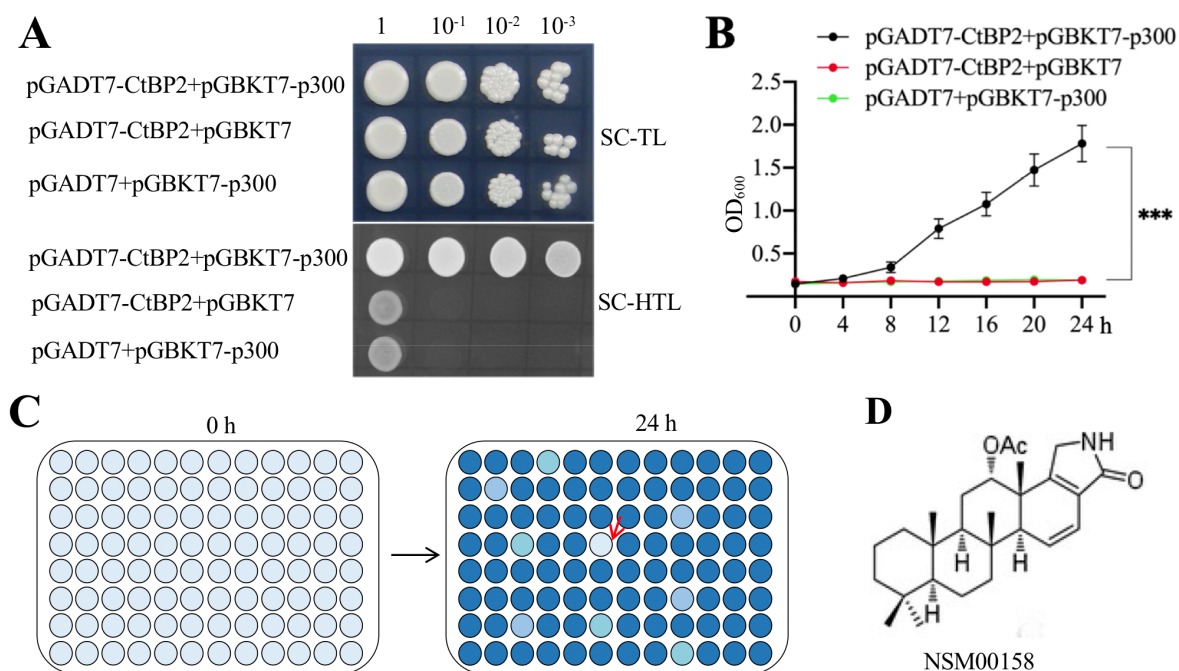 A
1 10-1 10-2 10-3
pGADT7-CtBP2+pGBKT7-p300
pGADT7-CtBP2+pGBKT7
pGADT7+pGBKT7-p300
SC-TL
pGADT7-CtBP2+pGBKT7-p300
pGADT7-CtBP2+pGBKT7
pGADT7+pGBKT7-p300
SC-HTL
B
pGADT7-CtBP2+pGBKT7-p300
pGADT7-CtBP2+pGBKT7
pGADT7+pGBKT7-p300
2.5
2.0
1.5
1.0
0.5
OD600
***
0 4 8 12 16 20 24 h
C
0 h
24 h
D
OAc
NH
O
H
H
H
NSM00158